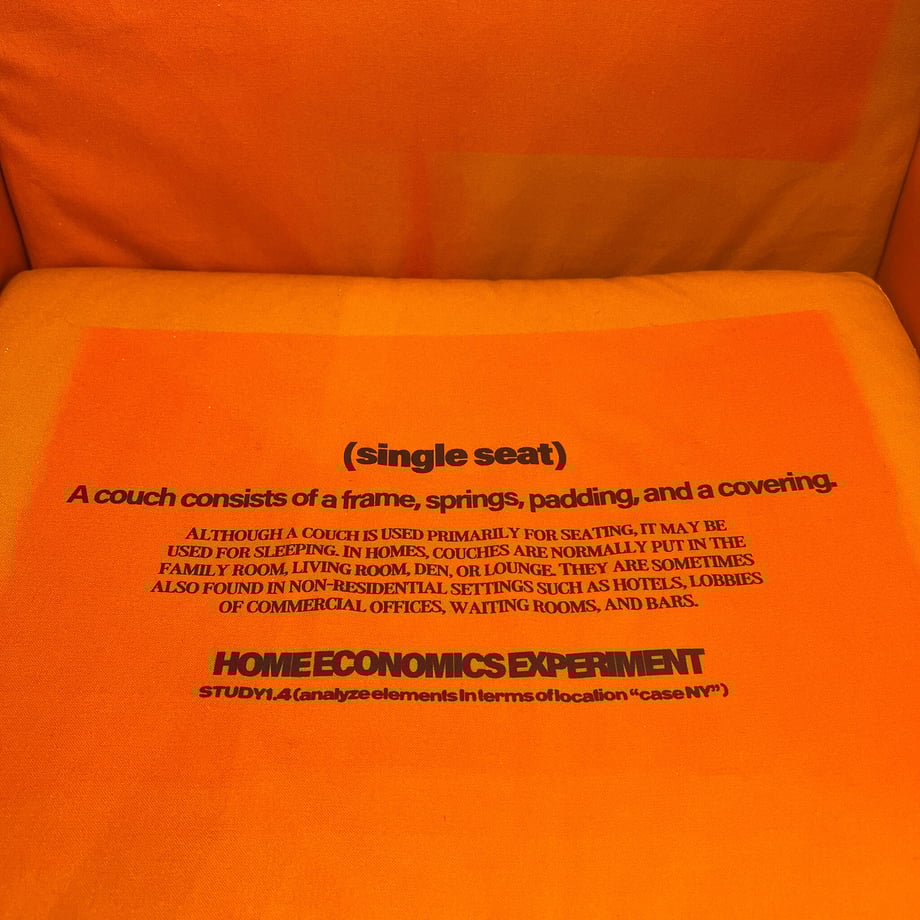 (single seat)
A couch consists of a frame, springs, padding, and a covering.
ALTHOUGH A COUCH IS USED PRIMARILY FOR SEATING, IT MAY BE
USED FOR SLEEPING. IN HOMES, COUCHES ARE NORMALLY PUT IN THE
FAMILY ROOM, LIVING ROOM, DEN, OR LOUNGE. THEY ARE SOMETIMES
ALSO FOUND IN NON-RESIDENTIAL SETTINGS SUCH AS HOTELS, LOBBIES
OF COMMERCIAL OFFICES, WAITING ROOMS, AND BARS.
HOME ECONOMICS EXPERIMENT
STUDY1.4 (analyze elements In terms of location “case NY”)